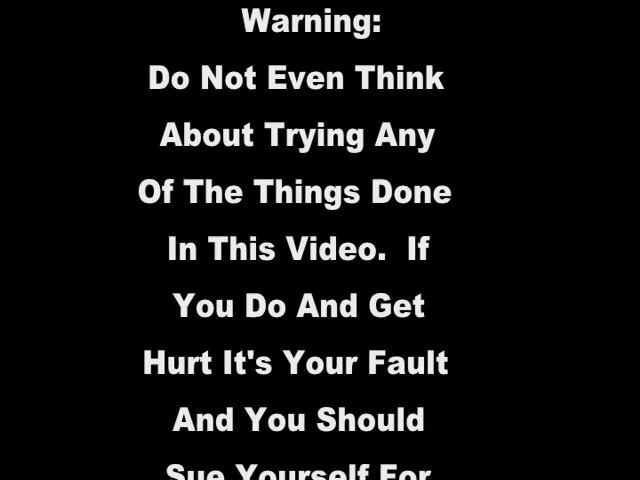 Warning:
Do Not Even Think
About Trying Any
Of The Things Done
In This Video.  If
You Do And Get
Hurt It's Your Fault
And You Should
Sue Yourself For